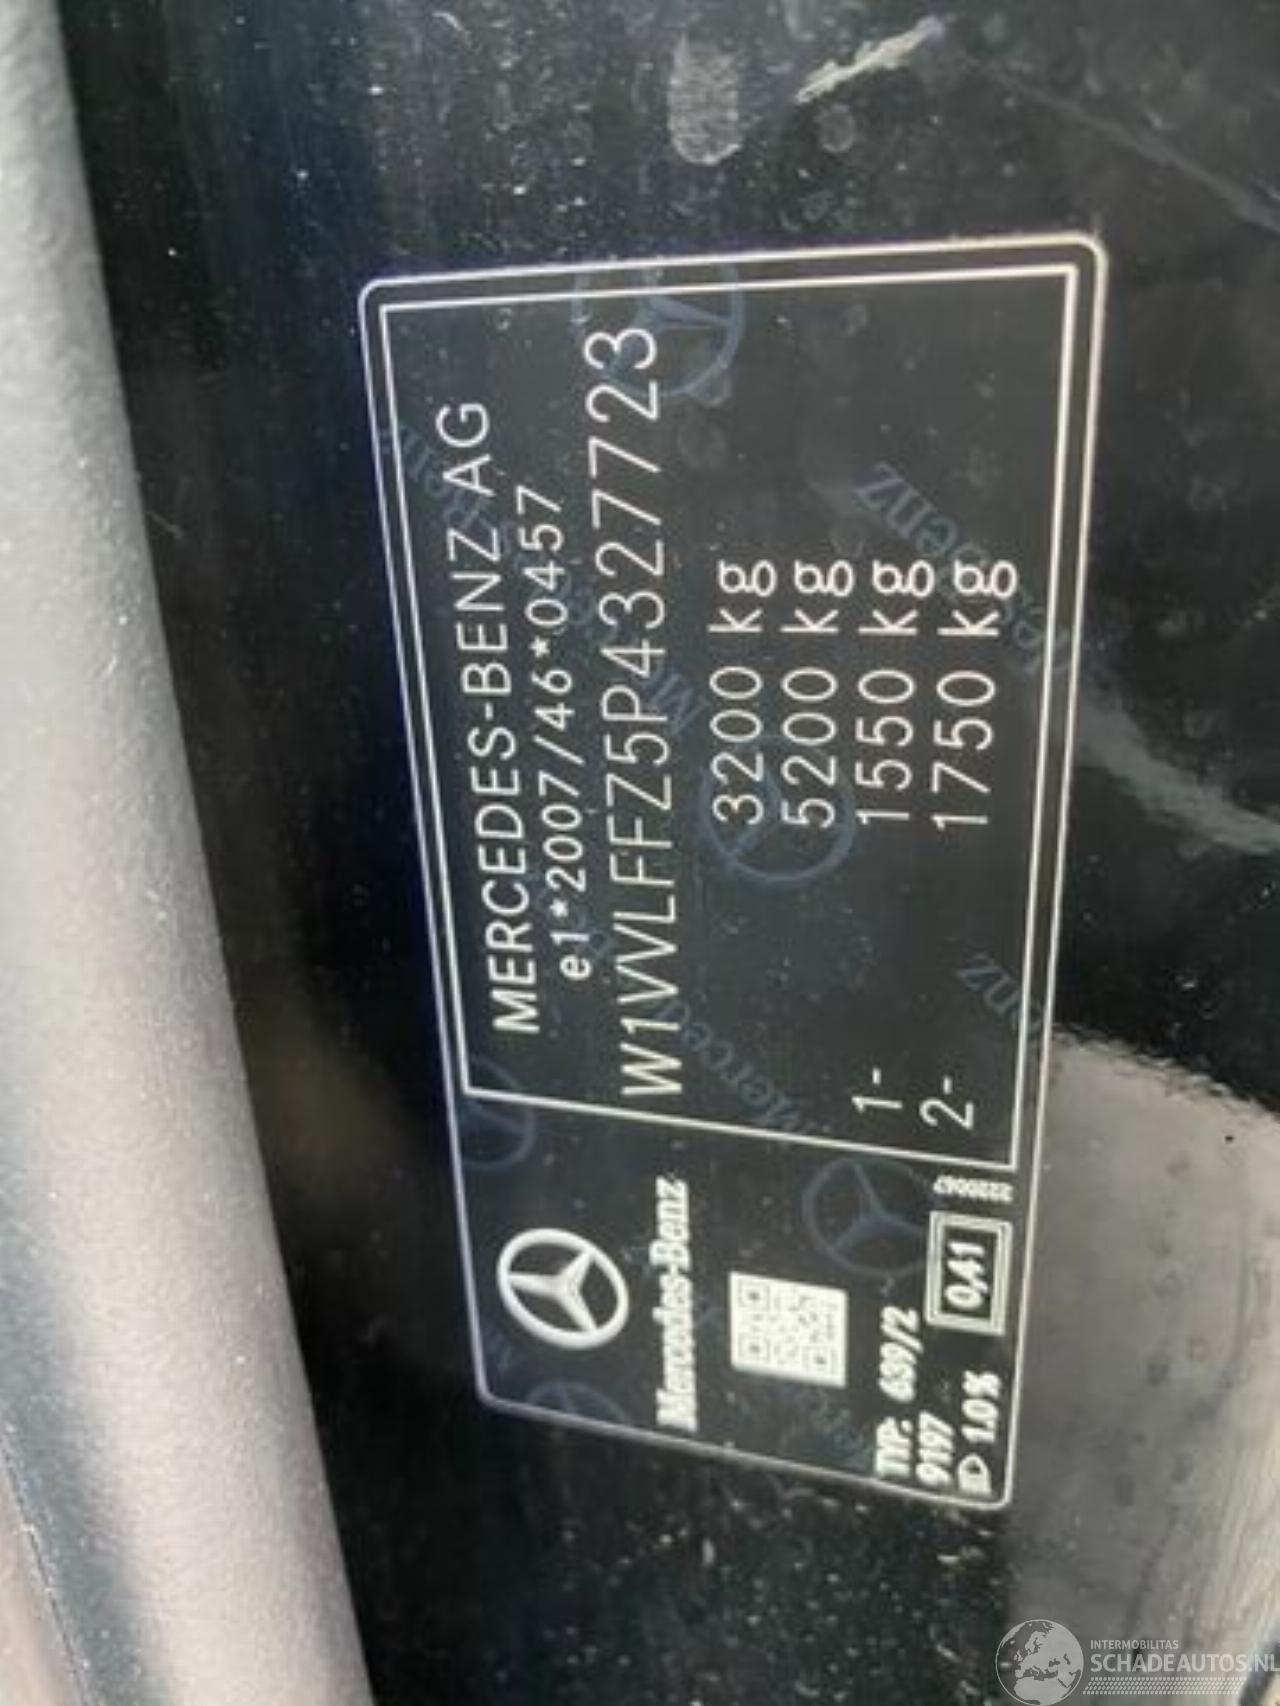 MERCEDES-BENZ AG
e1*2007/46*0457
W1VVLFFZ5P4327723
3200 kg
5200 kg
1- 1550 kg
2- 1750 kg
Mercedes-Benz
TYP: 639/2
9197
D 1.0%
0,41
INTERMOBILITAS
SCHADEAUTOS.NL